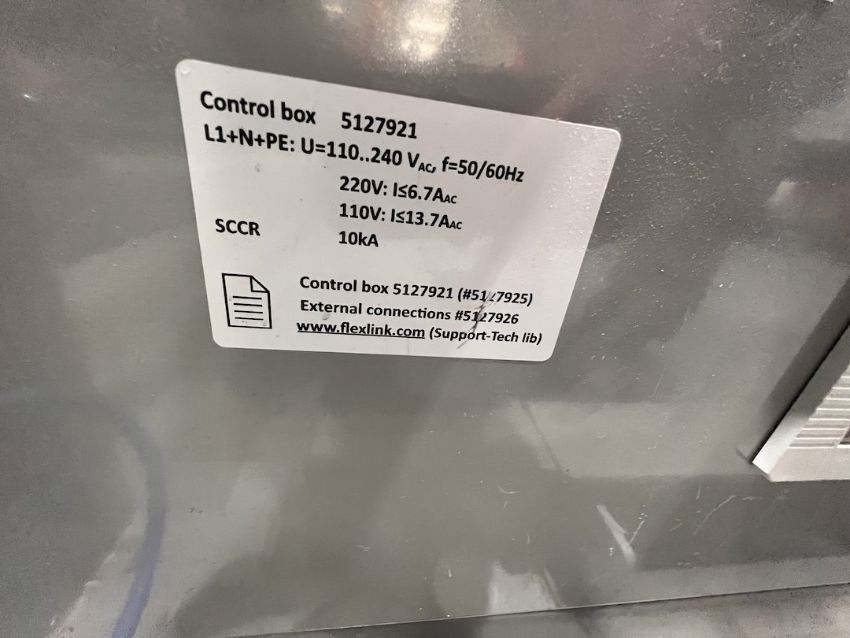 Control box 5127921
L1+N+PE: U=110..240 VAC, f=50/60Hz
220V: I≤6.7AAC
110V: I≤13.7AAC
SCCR 10kA
Control box 5127921 (#5127925)
External connections #5127926
www.flexlink.com (Support-Tech lib)